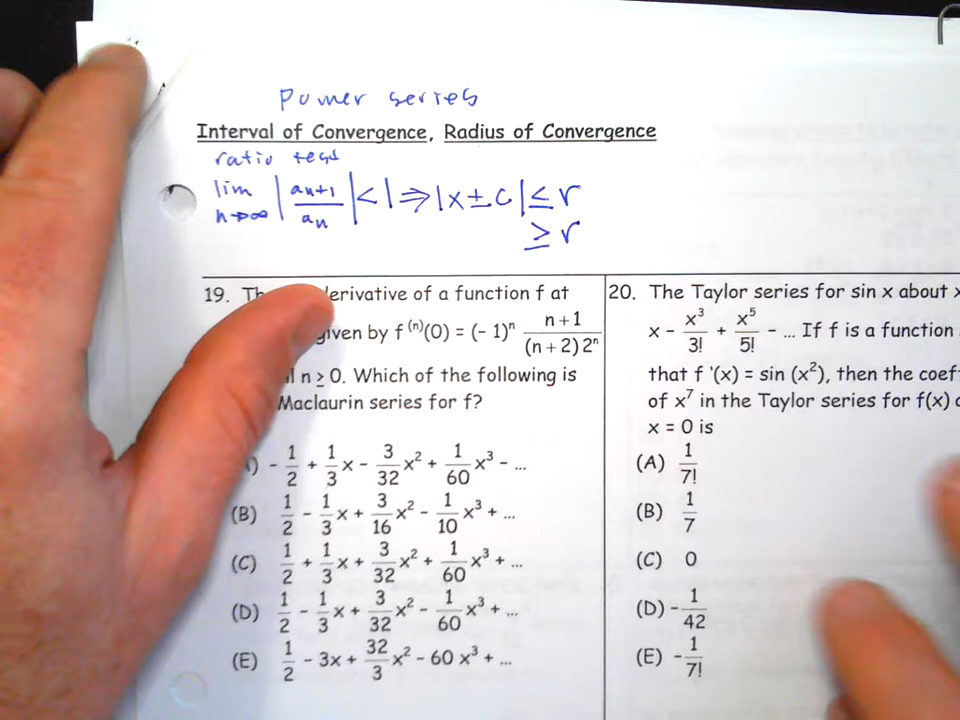 Power series
Interval of Convergence, Radius of Convergence
ratio test
lim n→∞ | aₙ₊₁ / aₙ | < 1 ⇒ | x ± c | ≤ r
≥ r
19. erivative of a function f at
given by f ⁽ⁿ⁾(0) = (- 1)ⁿ (n + 1) / ((n + 2) 2ⁿ)
n ≥ 0. Which of the following is
Maclaurin series for f?
- 1/2 + 1/3 x - 3/32 x² + 1/60 x³ - ...
(B) 1/2 - 1/3 x + 3/16 x² - 1/10 x³ + ...
(C) 1/2 + 1/3 x + 3/32 x² + 1/60 x³ + ...
(D) 1/2 - 1/3 x + 3/32 x² - 1/60 x³ + ...
(E) 1/2 - 3x + 32/3 x² - 60 x³ + ...
20. The Taylor series for sin x about x
x - x³/3! + x⁵/5! - ... If f is a function
that f '(x) = sin (x²), then the coef
of x⁷ in the Taylor series for f(x)
x = 0 is
(A) 1/7!
(B) 1/7
(C) 0
(D) - 1/42
(E) - 1/7!